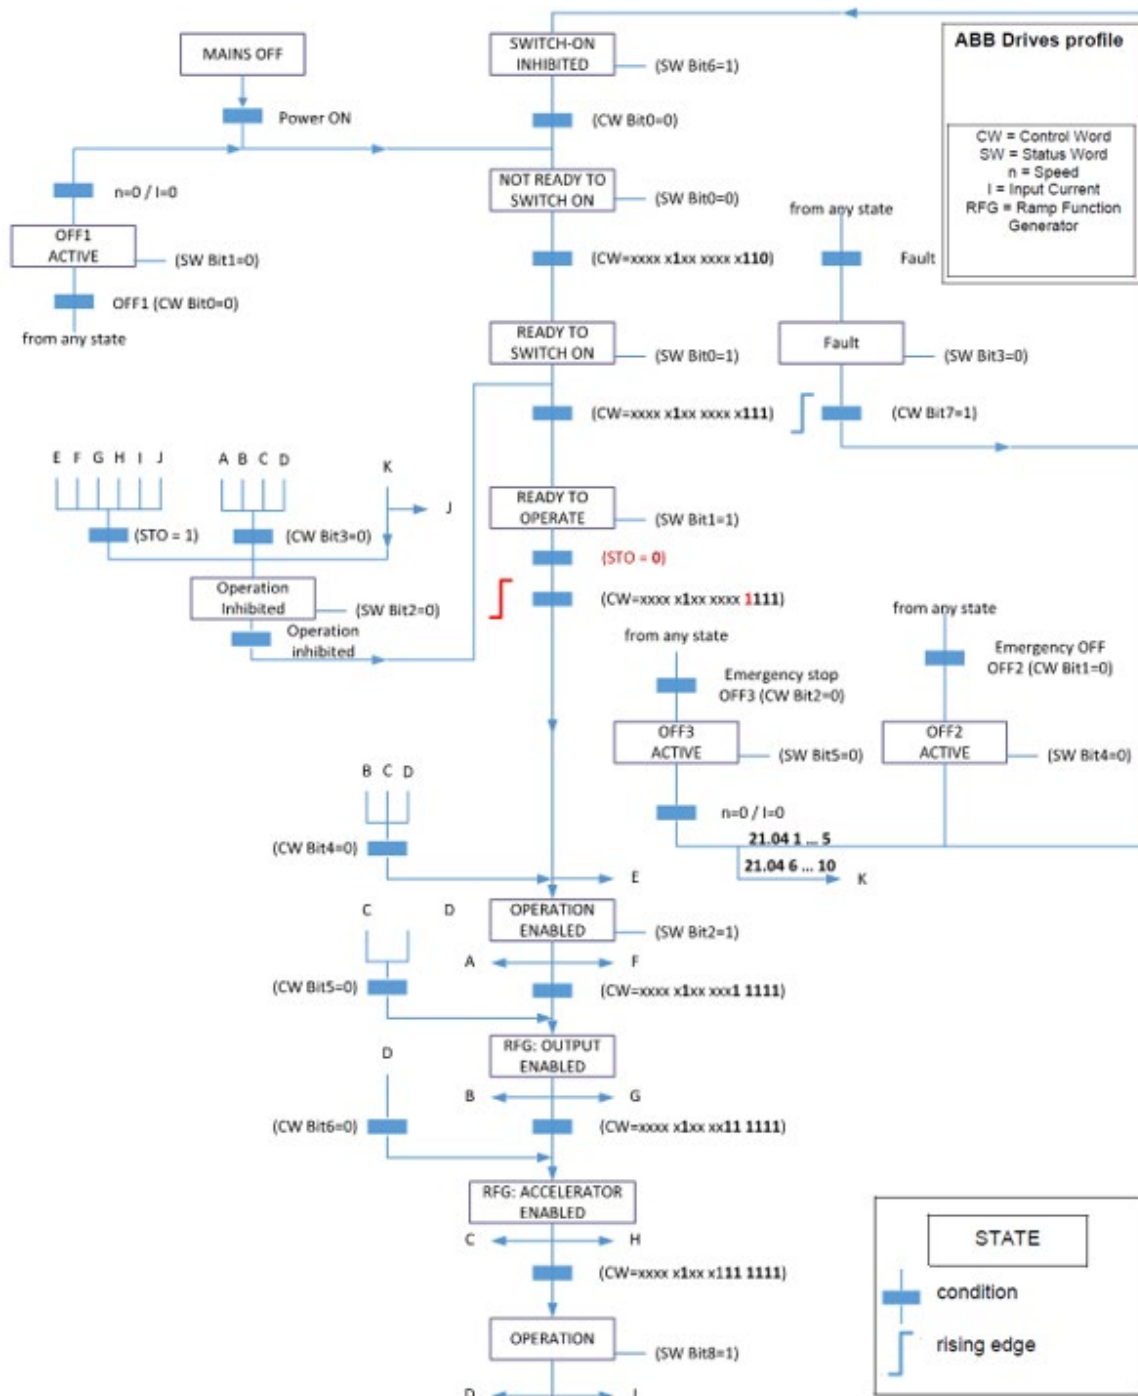 MAINS OFF
Power ON
SWITCH-ON
INHIBITED
(SW Bit6=1)
(CW Bit0=0)
ABB Drives profile
CW = Control Word
SW = Status Word
n = Speed
I = Input Current
RFG = Ramp Function
Generator
n=0 / I=0
OFF1
ACTIVE
(SW Bit1=0)
OFF1 (CW Bit0=0)
from any state
NOT READY TO
SWITCH ON
(SW Bit0=0)
(CW=xxxx x1xx xxxx x110)
from any state
Fault
READY TO
SWITCH ON
(SW Bit0=1)
Fault
(SW Bit3=0)
(CW=xxxx x1xx xxxx x111)
(CW Bit7=1)
E F G H I J
A B C D
K
J
(STO = 1)
(CW Bit3=0)
READY TO
OPERATE
(SW Bit1=1)
(STO = 0)
Operation
Inhibited
(SW Bit2=0)
Operation
inhibited
(CW=xxxx x1xx xxxx 1111)
from any state
Emergency stop
OFF3 (CW Bit2=0)
from any state
Emergency OFF
OFF2 (CW Bit1=0)
OFF3
ACTIVE
(SW Bit5=0)
OFF2
ACTIVE
(SW Bit4=0)
n=0 / I=0
21.04 1 ... 5
21.04 6 ... 10
K
B C D
(CW Bit4=0)
E
C D
OPERATION
ENABLED
(SW Bit2=1)
A F
(CW Bit5=0)
(CW=xxxx x1xx xxx1 1111)
D
RFG: OUTPUT
ENABLED
B G
(CW Bit6=0)
(CW=xxxx x1xx xx11 1111)
RFG: ACCELERATOR
ENABLED
C H
(CW=xxxx x1xx x111 1111)
OPERATION
(SW Bit8=1)
D I
STATE
condition
rising edge